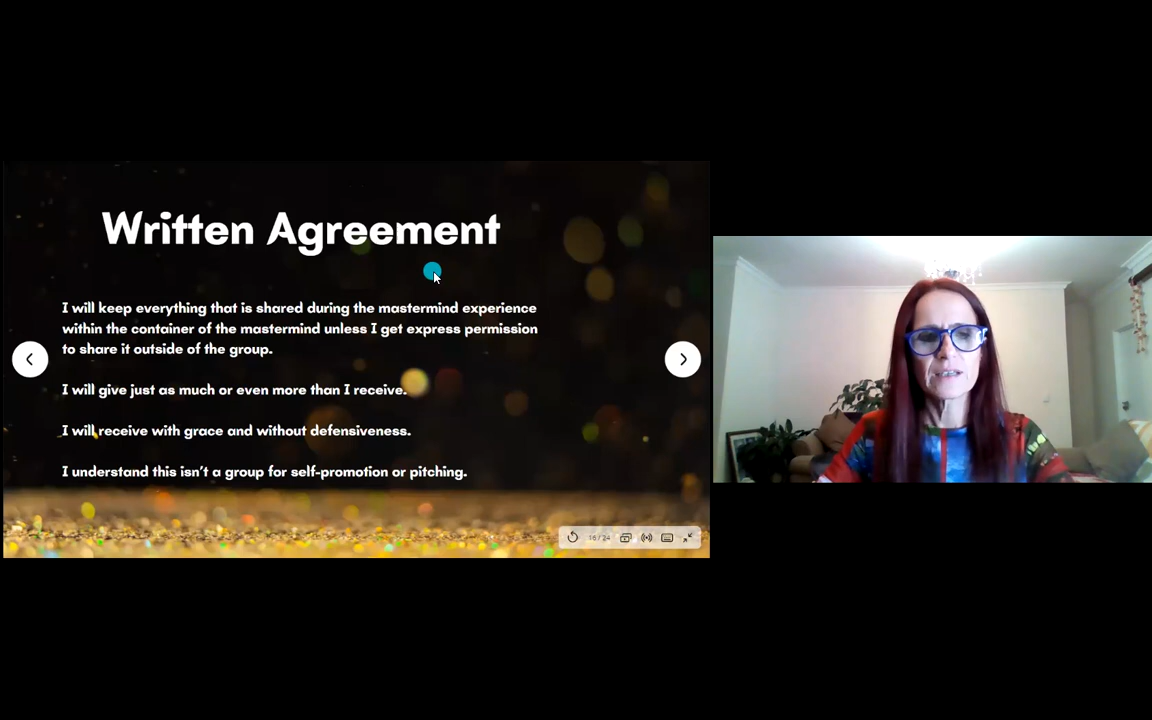 Written Agreement
I will keep everything that is shared during the mastermind experience
within the container of the mastermind unless I get express permission
to share it outside of the group.
I will give just as much or even more than I receive.
I will receive with grace and without defensiveness.
I understand this isn't a group for self-promotion or pitching.
16 / 24